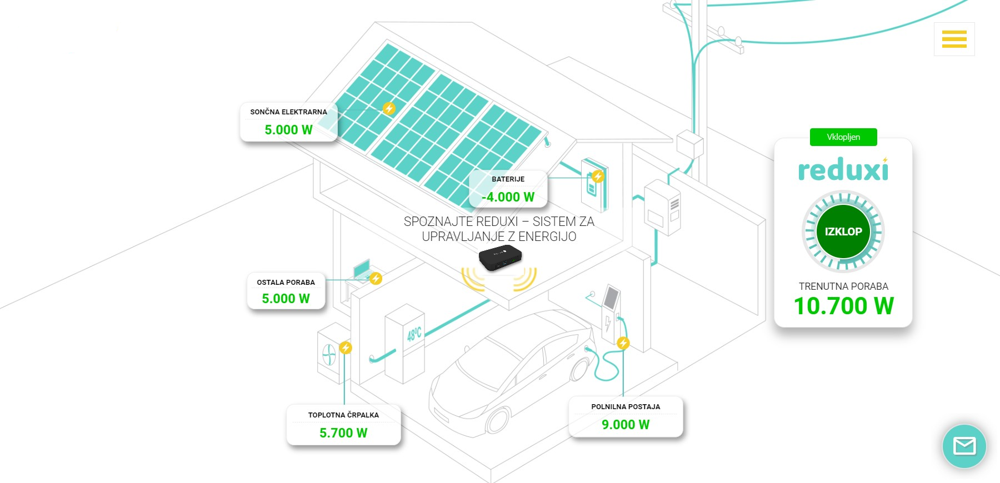 SONČNA ELEKTRARNA
5.000 W
Vklopljen
reduxi
BATERIJE
-4.000 W
SPOZNAJTE REDUXI – SISTEM ZA
UPRAVLJANJE Z ENERGIJO
IZKLOP
OSTALA PORABA
5.000 W
TRENUTNA PORABA
10.700 W
48°C
TOPLOTNA ČRPALKA
5.700 W
POLNILNA POSTAJA
9.000 W